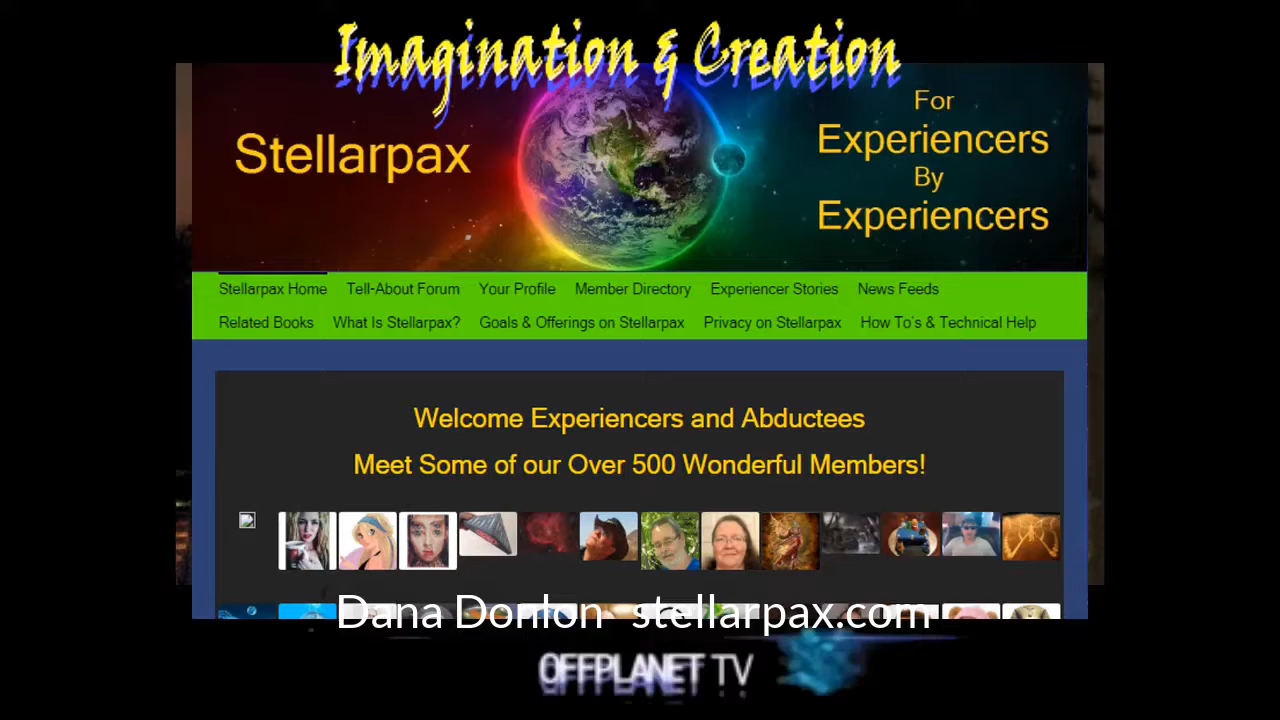 Imagination & Creation
Stellarpax
For
Experiencers
By
Experiencers
Stellarpax Home Tell-About Forum Your Profile Member Directory Experiencer Stories News Feeds
Related Books What Is Stellarpax? Goals & Offerings on Stellarpax Privacy on Stellarpax How To's & Technical Help
Welcome Experiencers and Abductees
Meet Some of our Over 500 Wonderful Members!
Dana Donlon stellarpax.com
OFFPLANET TV